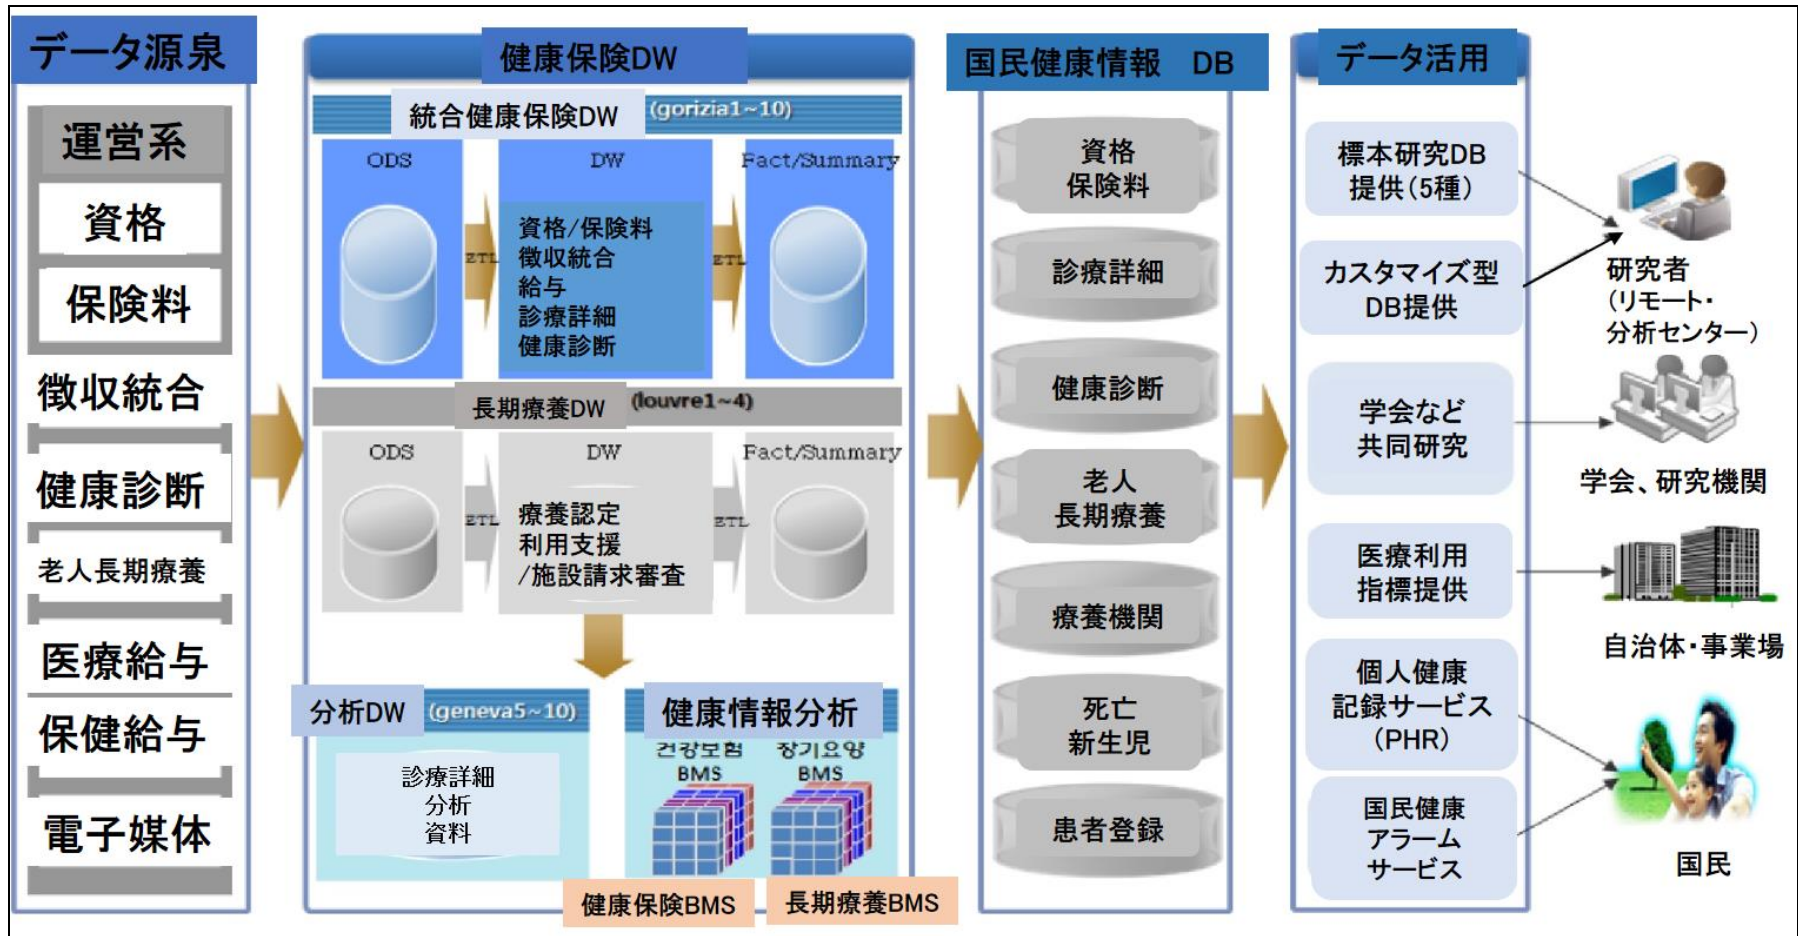 データ源泉
運営系
資格
保険料
徴収統合
健康診断
老人長期療養
医療給与
保健給与
電子媒体
健康保険DW
統合健康保険DW
(gorizia1~10)
ODS
DW
Fact/Summary
ETL
資格/保険料
徴収統合
給与
診療詳細
健康診断
ETL
長期療養DW
(louvre1~4)
ODS
DW
Fact/Summary
ETL
療養認定
利用支援
/施設請求審査
ETL
分析DW
(geneva5~10)
診療詳細
分析
資料
健康情報分析
건강보험
BMS
장기요양
BMS
健康保険BMS
長期療養BMS
国民健康情報 DB
資格
保険料
診療詳細
健康診断
老人
長期療養
療養機関
死亡
新生児
患者登録
データ活用
標本研究DB
提供(5種)
カスタマイズ型
DB提供
学会など
共同研究
医療利用
指標提供
個人健康
記録サービス
(PHR)
国民健康
アラーム
サービス
研究者
(リモート・
分析センター)
学会、研究機関
自治体・事業場
国民